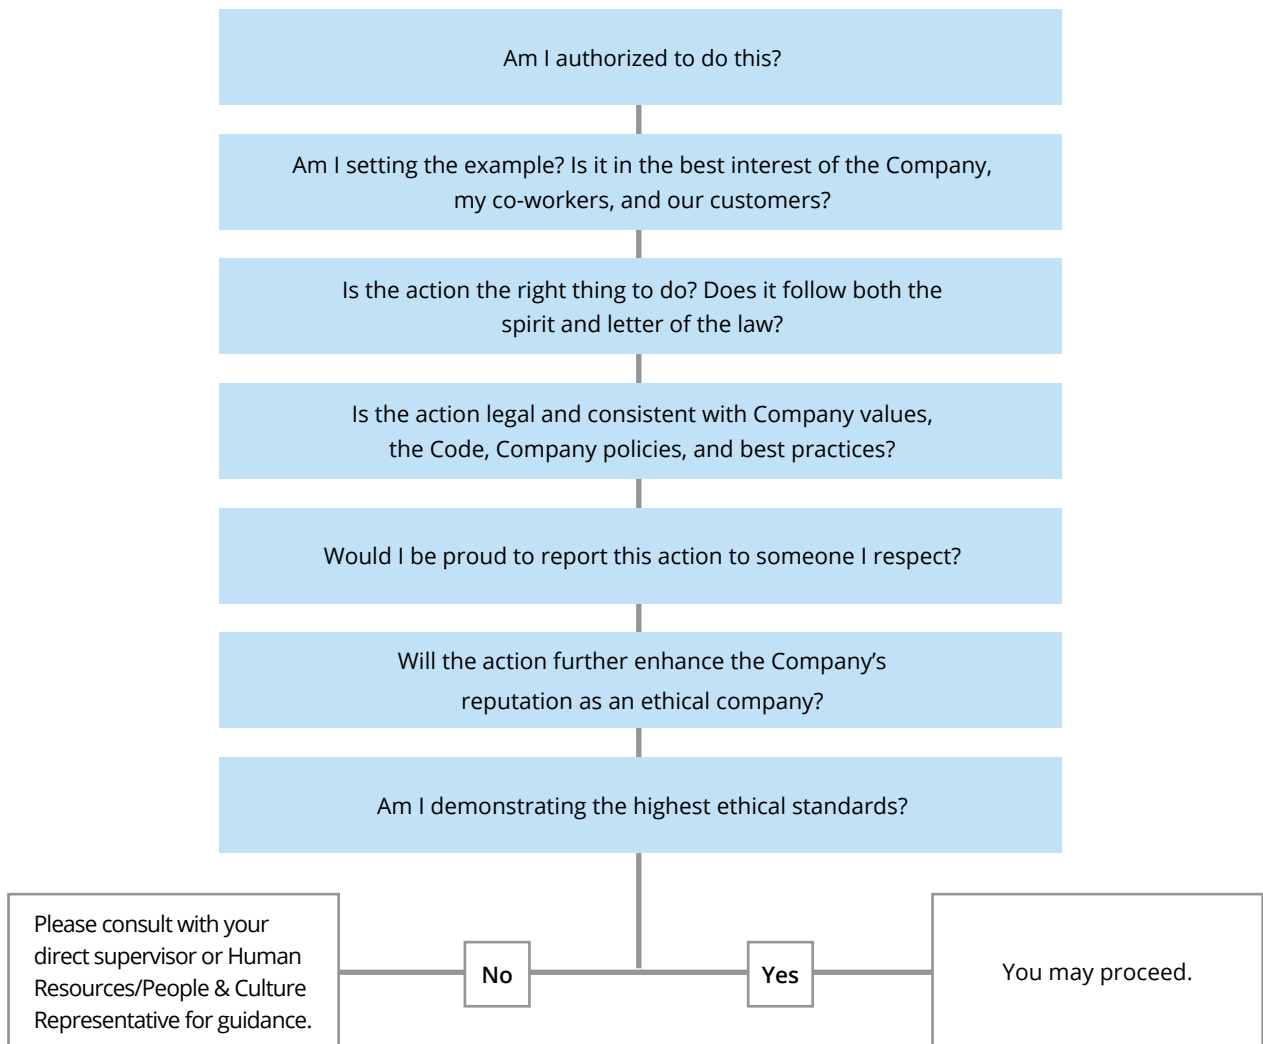 Am I authorized to do this?
Am I setting the example? Is it in the best interest of the Company,
my co-workers, and our customers?
Is the action the right thing to do? Does it follow both the
spirit and letter of the law?
Is the action legal and consistent with Company values,
the Code, Company policies, and best practices?
Would I be proud to report this action to someone I respect?
Will the action further enhance the Company’s
reputation as an ethical company?
Am I demonstrating the highest ethical standards?
Please consult with your
direct supervisor or Human
Resources/People & Culture
Representative for guidance.
No
Yes
You may proceed.